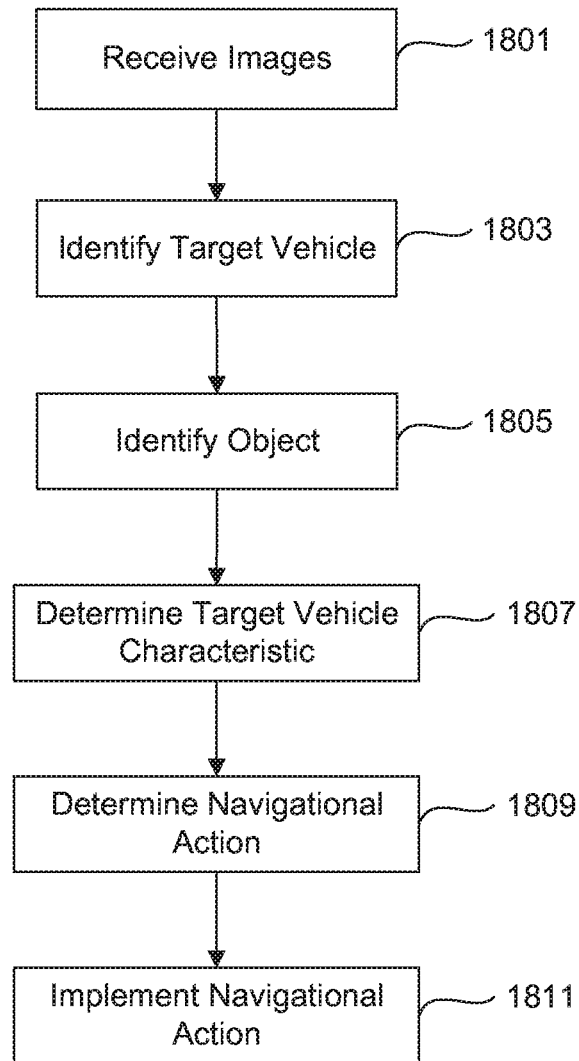 Receive Images
1801
Identify Target Vehicle
1803
Identify Object
1805
Determine Target Vehicle
Characteristic
1807
Determine Navigational
Action
1809
Implement Navigational
Action
1811